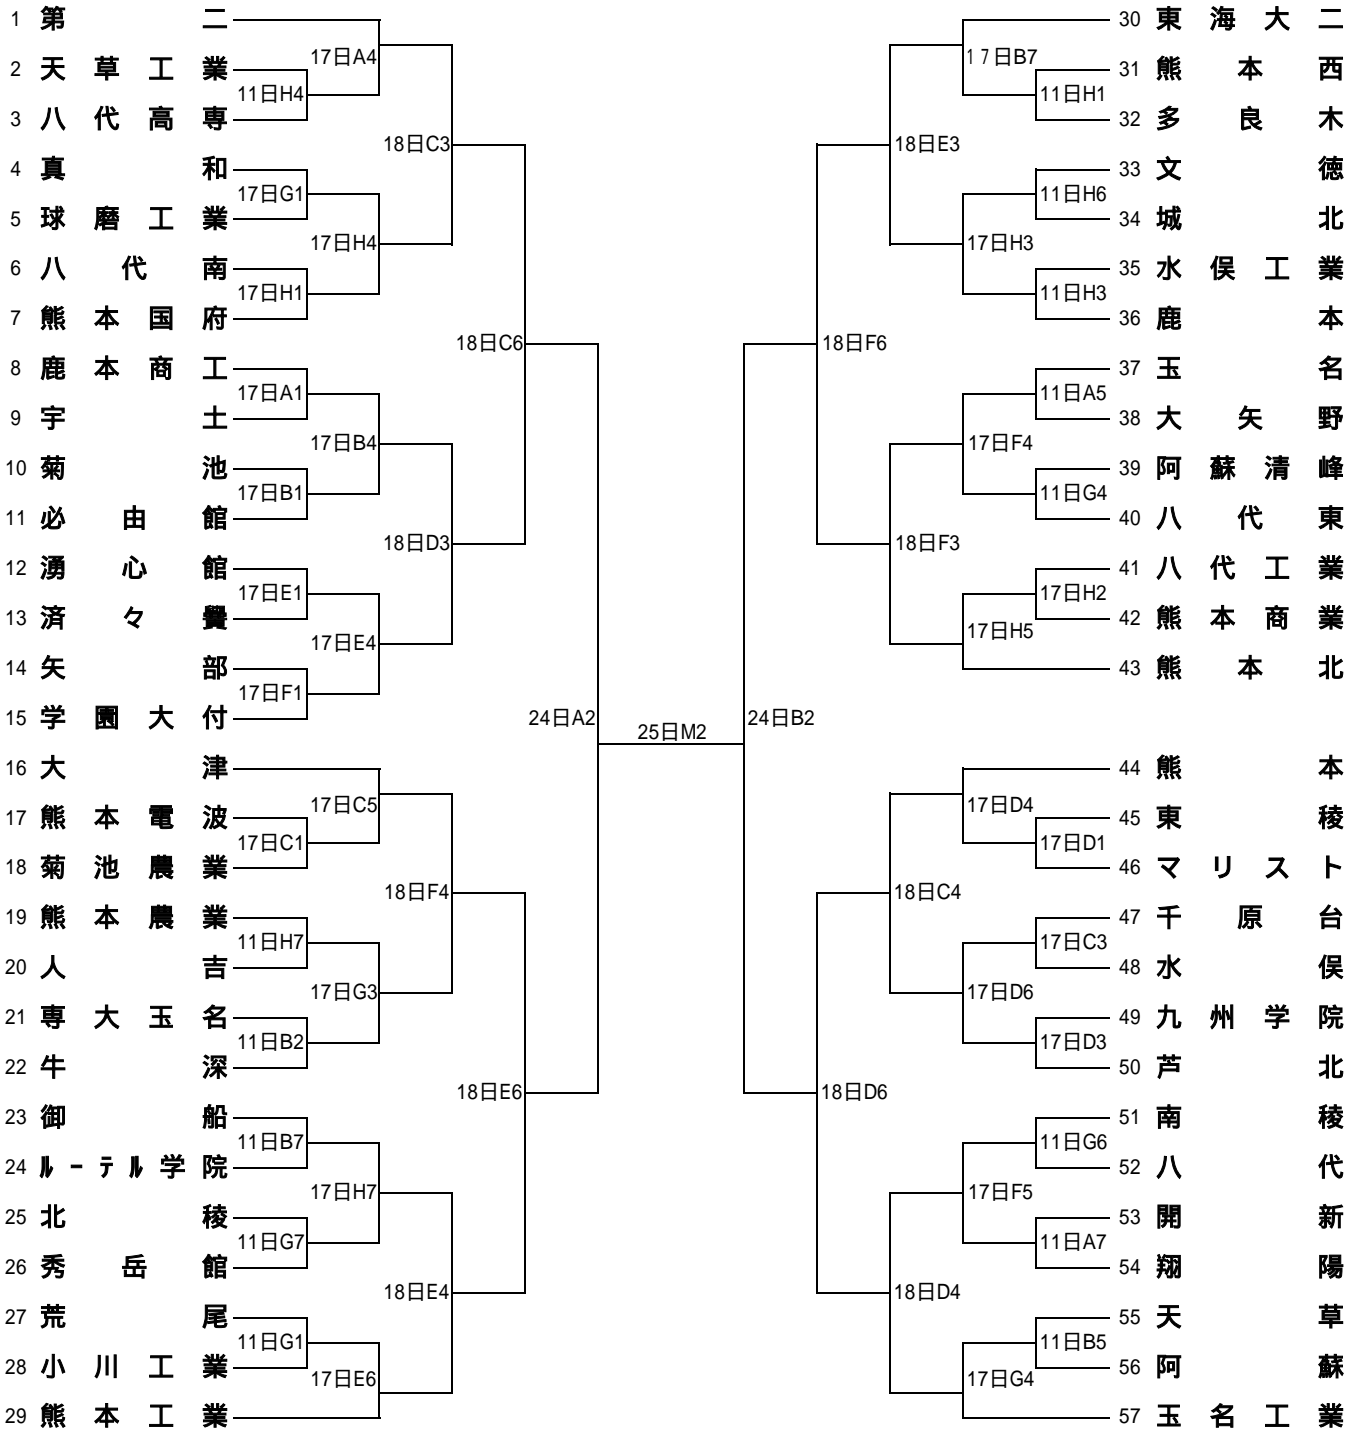 1 第二
2 天草工業
3 八代高専
4 真和
5 球磨工業
6 八代南
7 熊本国府
8 鹿本商工
9 宇土
10 菊池
11 必由館
12 湧心館
13 済々黌
14 矢部
15 学園大付
16 大津
17 熊本電波
18 菊池農業
19 熊本農業
20 人吉
21 専大玉名
22 牛深
23 御船
24 ﾙｰﾃﾙ学院
25 北稜
26 秀岳館
27 荒尾
28 小川工業
29 熊本工業
17日A4
11日H4
18日C3
17日G1
17日H4
17日H1
18日C6
17日A1
17日B4
17日B1
18日D3
17日E1
17日E4
17日F1
24日A2
17日C5
17日C1
18日F4
11日H7
17日G3
11日B2
18日E6
11日B7
17日H7
11日G7
18日E4
11日G1
17日E6
25日M2
24日B2
17日B7
11日H1
18日E3
11日H6
17日H3
11日H3
18日F6
11日A5
17日F4
11日G4
18日F3
17日H2
17日H5
17日D4
17日D1
18日C4
17日C3
17日D6
17日D3
18日D6
11日G6
17日F5
11日A7
18日D4
11日B5
17日G4
30 東海大二
31 熊本西
32 多良木
33 文徳
34 城北
35 水俣工業
36 鹿本
37 玉名
38 大矢野
39 阿蘇清峰
40 八代東
41 八代工業
42 熊本商業
43 熊本北
44 熊本
45 東稜
46 マリスト
47 千原台
48 水俣
49 九州学院
50 芦北
51 南稜
52 八代
53 開新
54 翔陽
55 天草
56 阿蘇
57 玉名工業